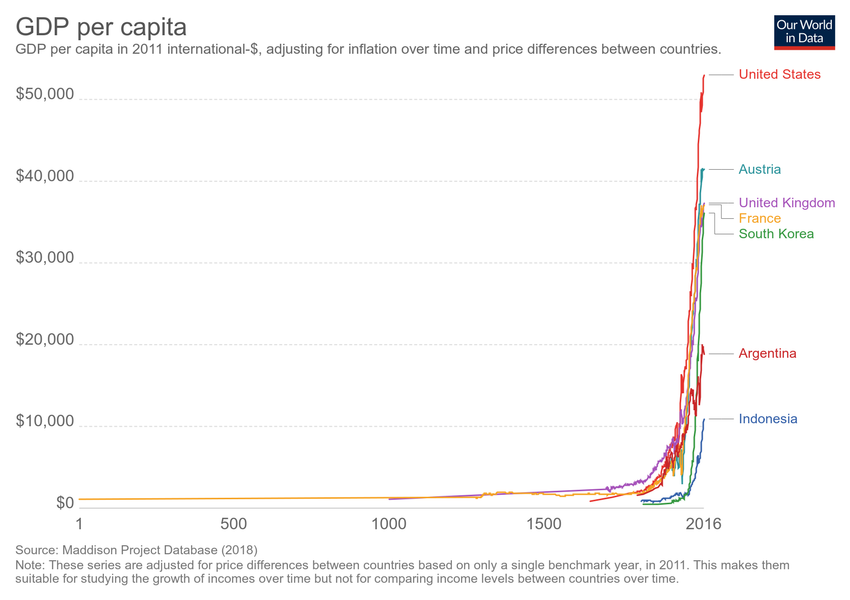 GDP per capita
GDP per capita in 2011 international-$, adjusting for inflation over time and price differences between countries.
Our World
in Data
$50,000
$40,000
$30,000
$20,000
$10,000
$0
1
500
1000
1500
2016
United States
Austria
United Kingdom
France
South Korea
Argentina
Indonesia
Source: Maddison Project Database (2018)
Note: These series are adjusted for price differences between countries based on only a single benchmark year, in 2011. This makes them
suitable for studying the growth of incomes over time but not for comparing income levels between countries over time.